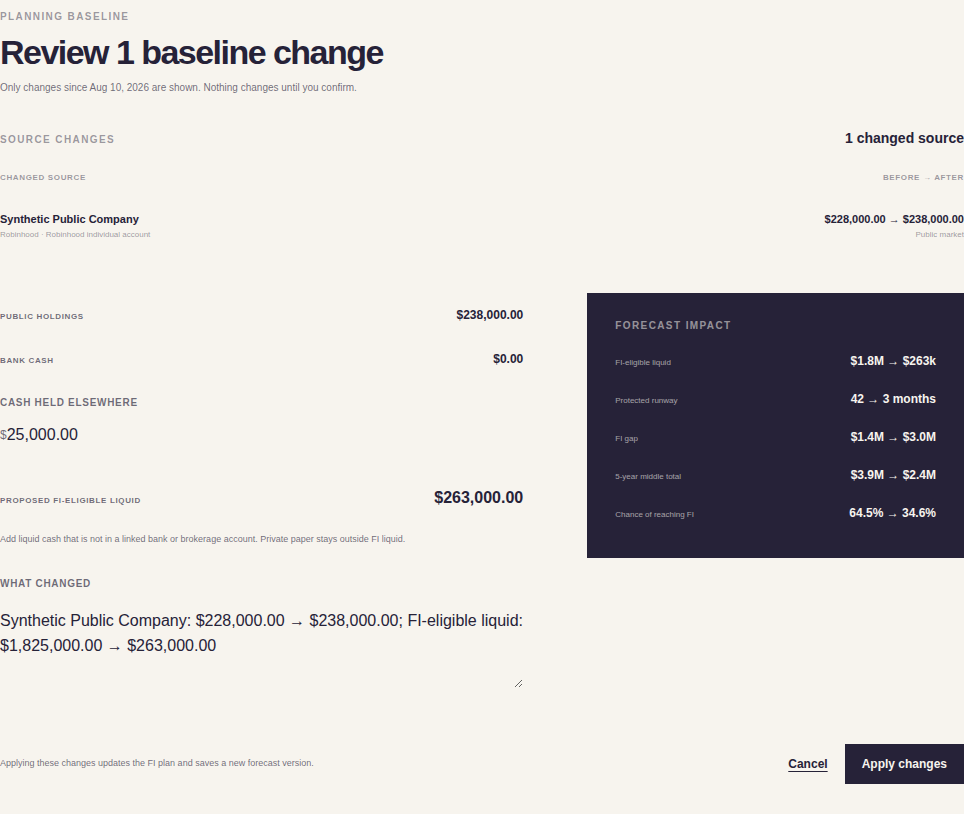 PLANNING BASELINE
Review 1 baseline change
Only changes since Aug 10, 2026 are shown. Nothing changes until you confirm.
SOURCE CHANGES
1 changed source
CHANGED SOURCE
BEFORE → AFTER
Synthetic Public Company
$228,000.00 → $238,000.00
Robinhood · Robinhood individual account
Public market
PUBLIC HOLDINGS
$238,000.00
BANK CASH
$0.00
CASH HELD ELSEWHERE
$25,000.00
PROPOSED FI-ELIGIBLE LIQUID
$263,000.00
Add liquid cash that is not in a linked bank or brokerage account. Private paper stays outside FI liquid.
WHAT CHANGED
Synthetic Public Company: $228,000.00 → $238,000.00; FI-eligible liquid:
$1,825,000.00 → $263,000.00
FORECAST IMPACT
FI-eligible liquid
$1.8M → $263k
Protected runway
42 → 3 months
FI gap
$1.4M → $3.0M
5-year middle total
$3.9M → $2.4M
Chance of reaching FI
64.5% → 34.6%
Applying these changes updates the FI plan and saves a new forecast version.
Cancel
Apply changes